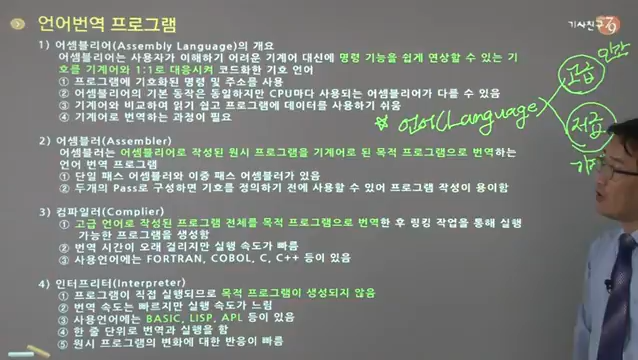 언어번역 프로그램
기사친구
1) 어셈블리어(Assembly Language)의 개요
어셈블리어는 사용자가 이해하기 어려운 기계어 대신에 명령 기능을 쉽게 연상할 수 있는 기
호를 기계어와 1:1로 대응시켜 코드화한 기호 언어
① 프로그램에 기호화된 명령 및 주소를 사용
② 어셈블리어의 기본 동작은 동일하지만 CPU마다 사용되는 어셈블리어가 다를 수 있음
③ 기계어와 비교하여 읽기 쉽고 프로그램에 데이터를 사용하기 쉬움
④ 기계어로 번역하는 과정이 필요
※ 언어(Language
고급
인간
저급
기계
2) 어셈블러(Assembler)
어셈블러는 어셈블리어로 작성된 원시 프로그램을 기계어로 된 목적 프로그램으로 번역하는
언어 번역 프로그램
① 단일 패스 어셈블러와 이중 패스 어셈블러가 있음
② 두개의 Pass로 구성하면 기호를 정의하기 전에 사용할 수 있어 프로그램 작성이 용이함
3) 컴파일러(Complier)
① 고급 언어로 작성된 프로그램 전체를 목적 프로그램으로 번역한 후 링킹 작업을 통해 실행
가능한 프로그램을 생성함
② 번역 시간이 오래 걸리지만 실행 속도가 빠름
③ 사용언어에는 FORTRAN, COBOL, C, C++ 등이 있음
4) 인터프리터(Interpreter)
① 프로그램이 직접 실행되므로 목적 프로그램이 생성되지 않음
② 번역 속도는 빠르지만 실행 속도가 느림
③ 사용언어에는 BASIC, LISP, APL 등이 있음
④ 한 줄 단위로 번역과 실행을 함
⑤ 원시 프로그램의 변화에 대한 반응이 빠름